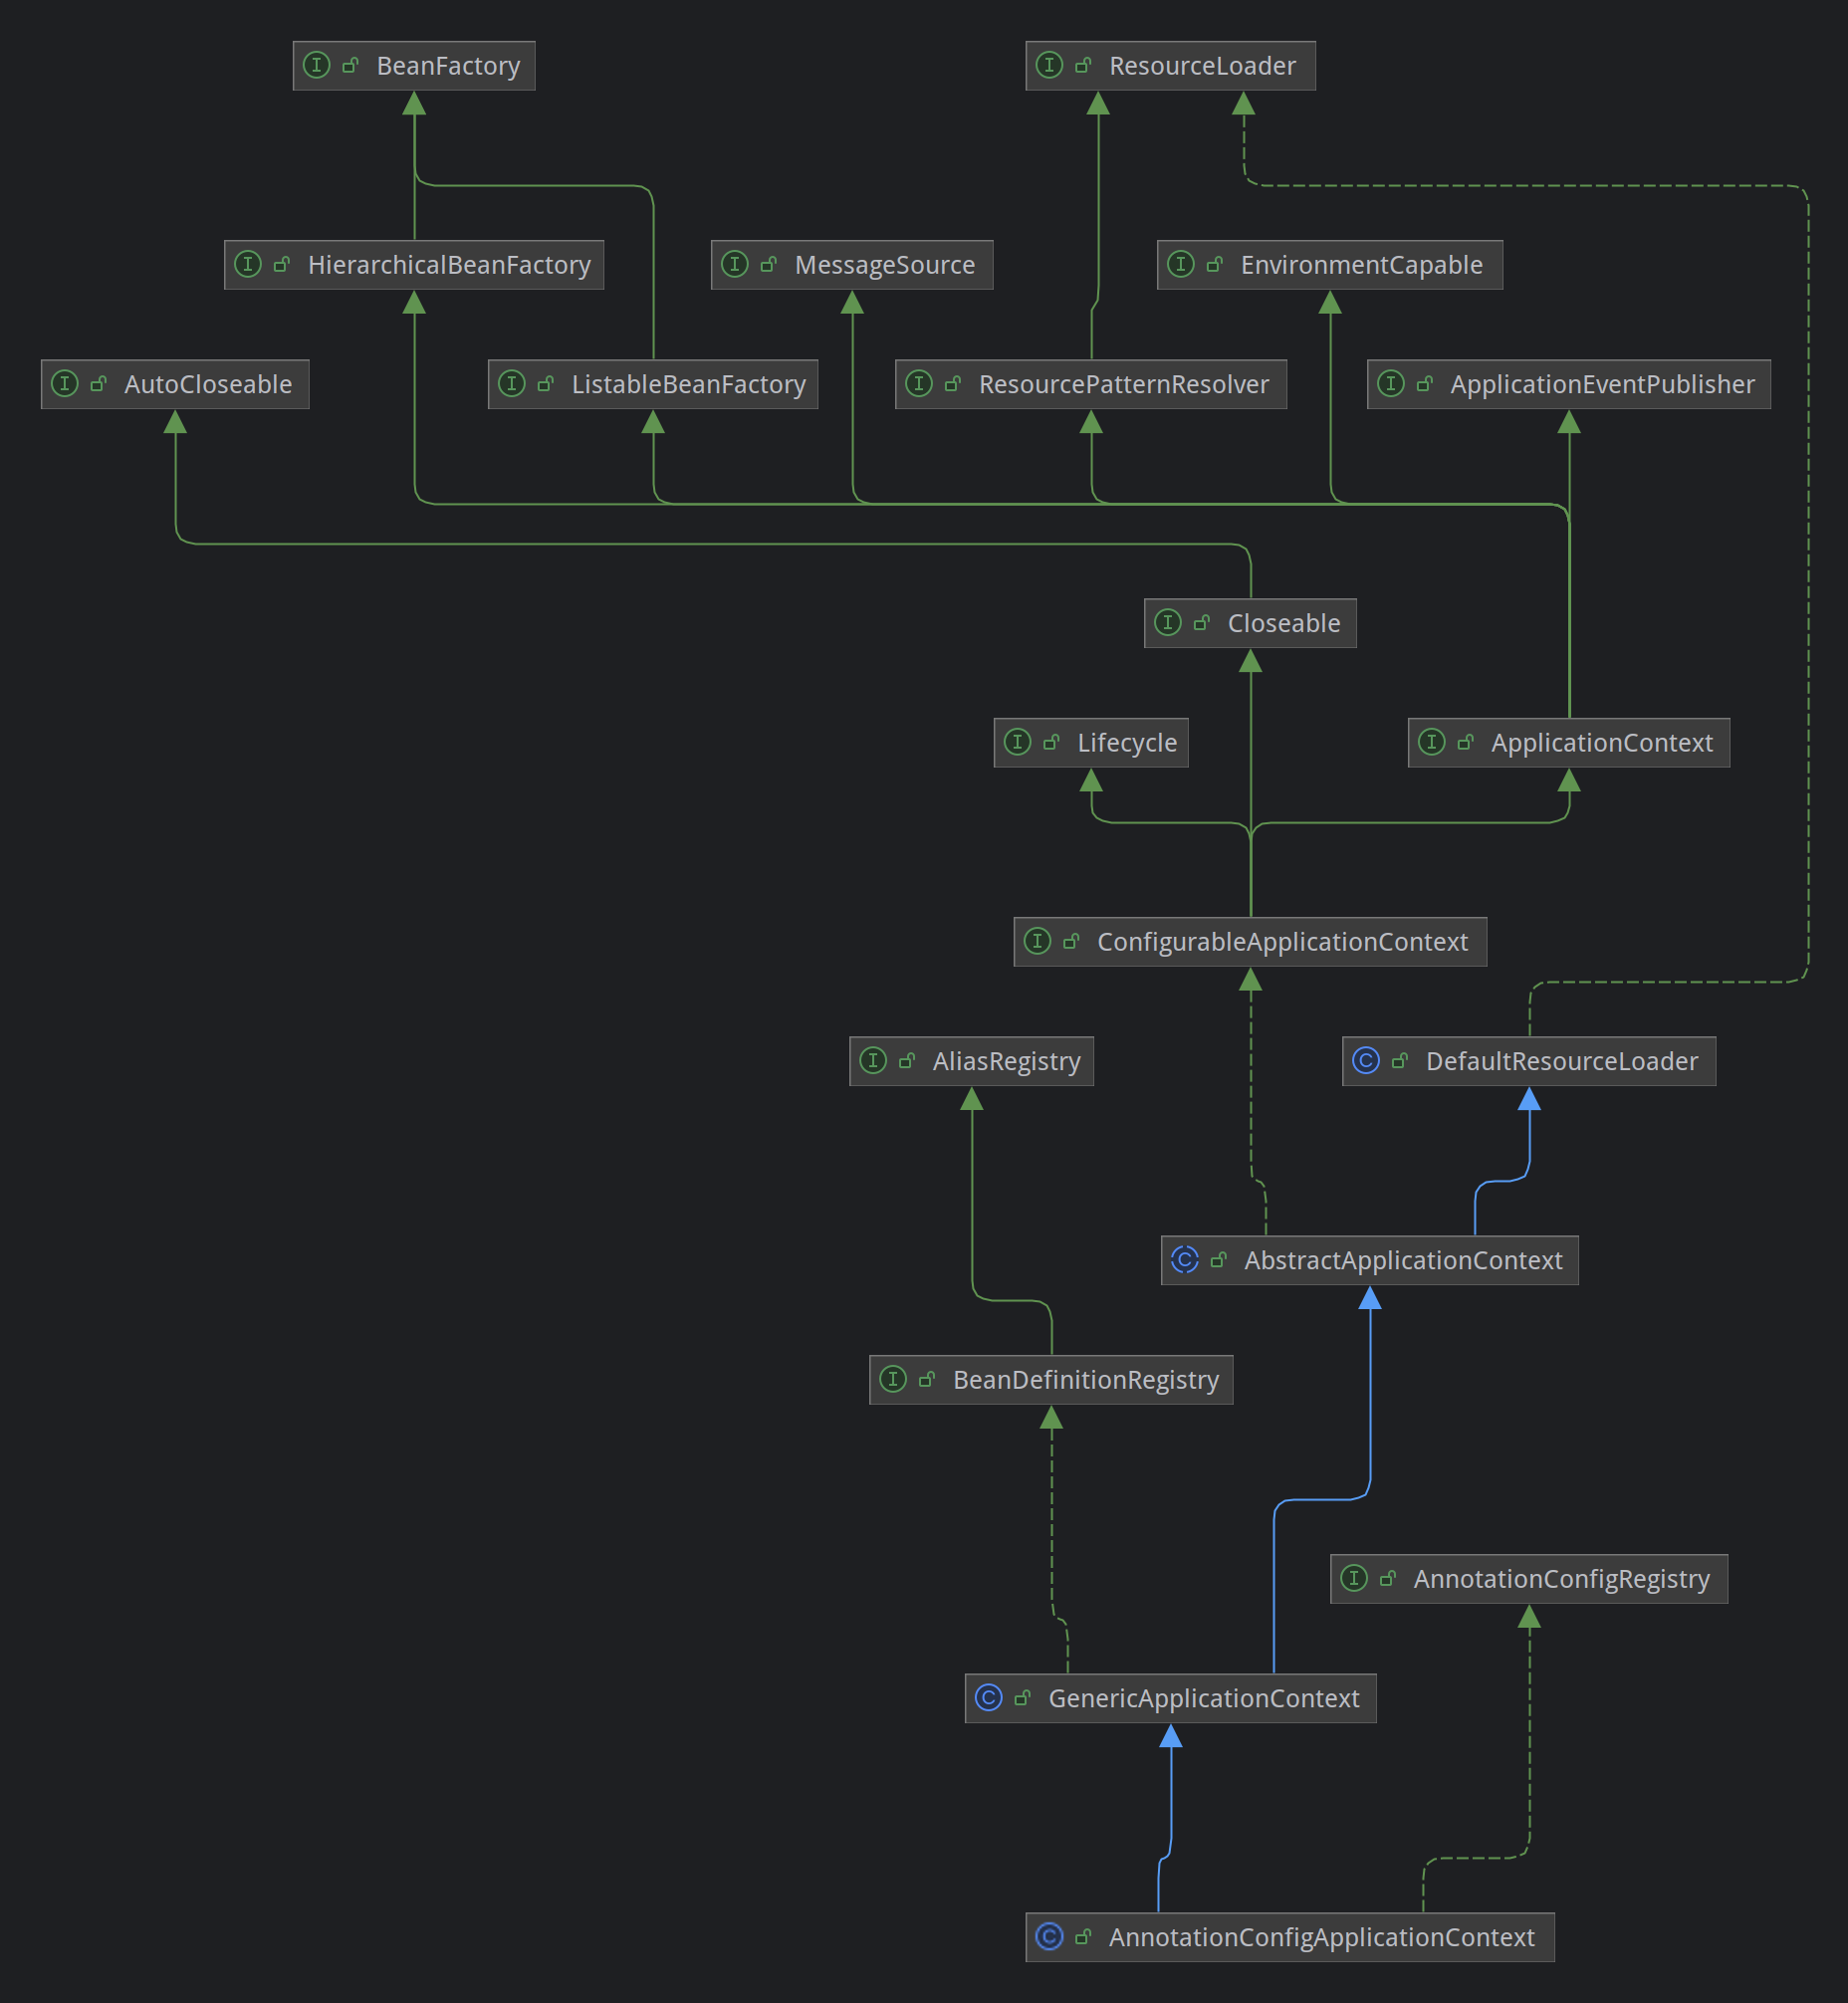 BeanFactory
ResourceLoader
HierarchicalBeanFactory
MessageSource
EnvironmentCapable
AutoCloseable
ListableBeanFactory
ResourcePatternResolver
ApplicationEventPublisher
Closeable
Lifecycle
ApplicationContext
ConfigurableApplicationContext
AliasRegistry
DefaultResourceLoader
AbstractApplicationContext
BeanDefinitionRegistry
AnnotationConfigRegistry
GenericApplicationContext
AnnotationConfigApplicationContext